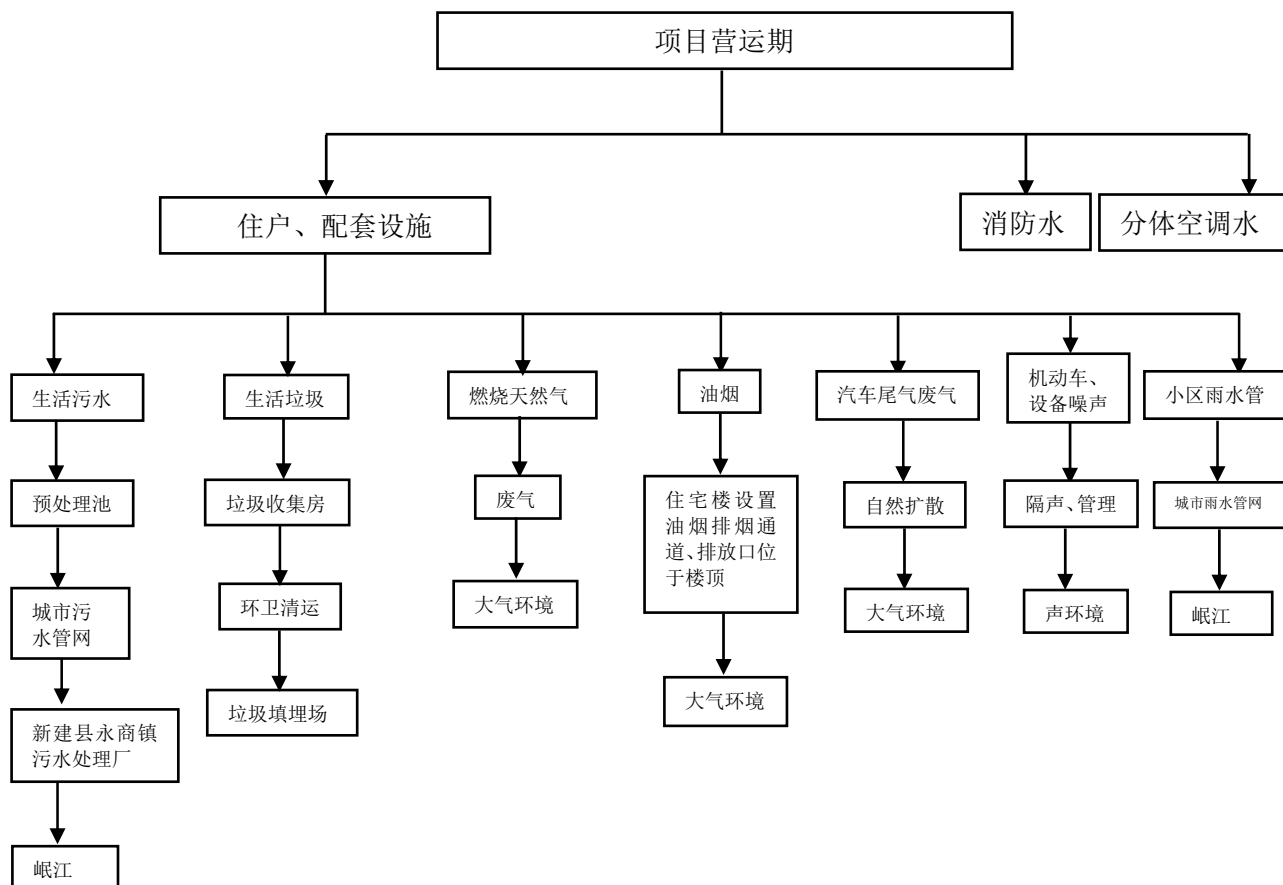 项目营运期
住户、配套设施
消防水
分体空调水
生活污水
生活垃圾
燃烧天然气
油烟
汽车尾气废气
机动车、
设备噪声
小区雨水管
预处理池
垃圾收集房
废气
住宅楼设置
油烟排烟通
道、排放口位
于楼顶
自然扩散
隔声、管理
城市雨水管网
城市污
水管网
环卫清运
大气环境
大气环境
声环境
岷江
新建县永商镇
污水处理厂
垃圾填埋场
大气环境
岷江